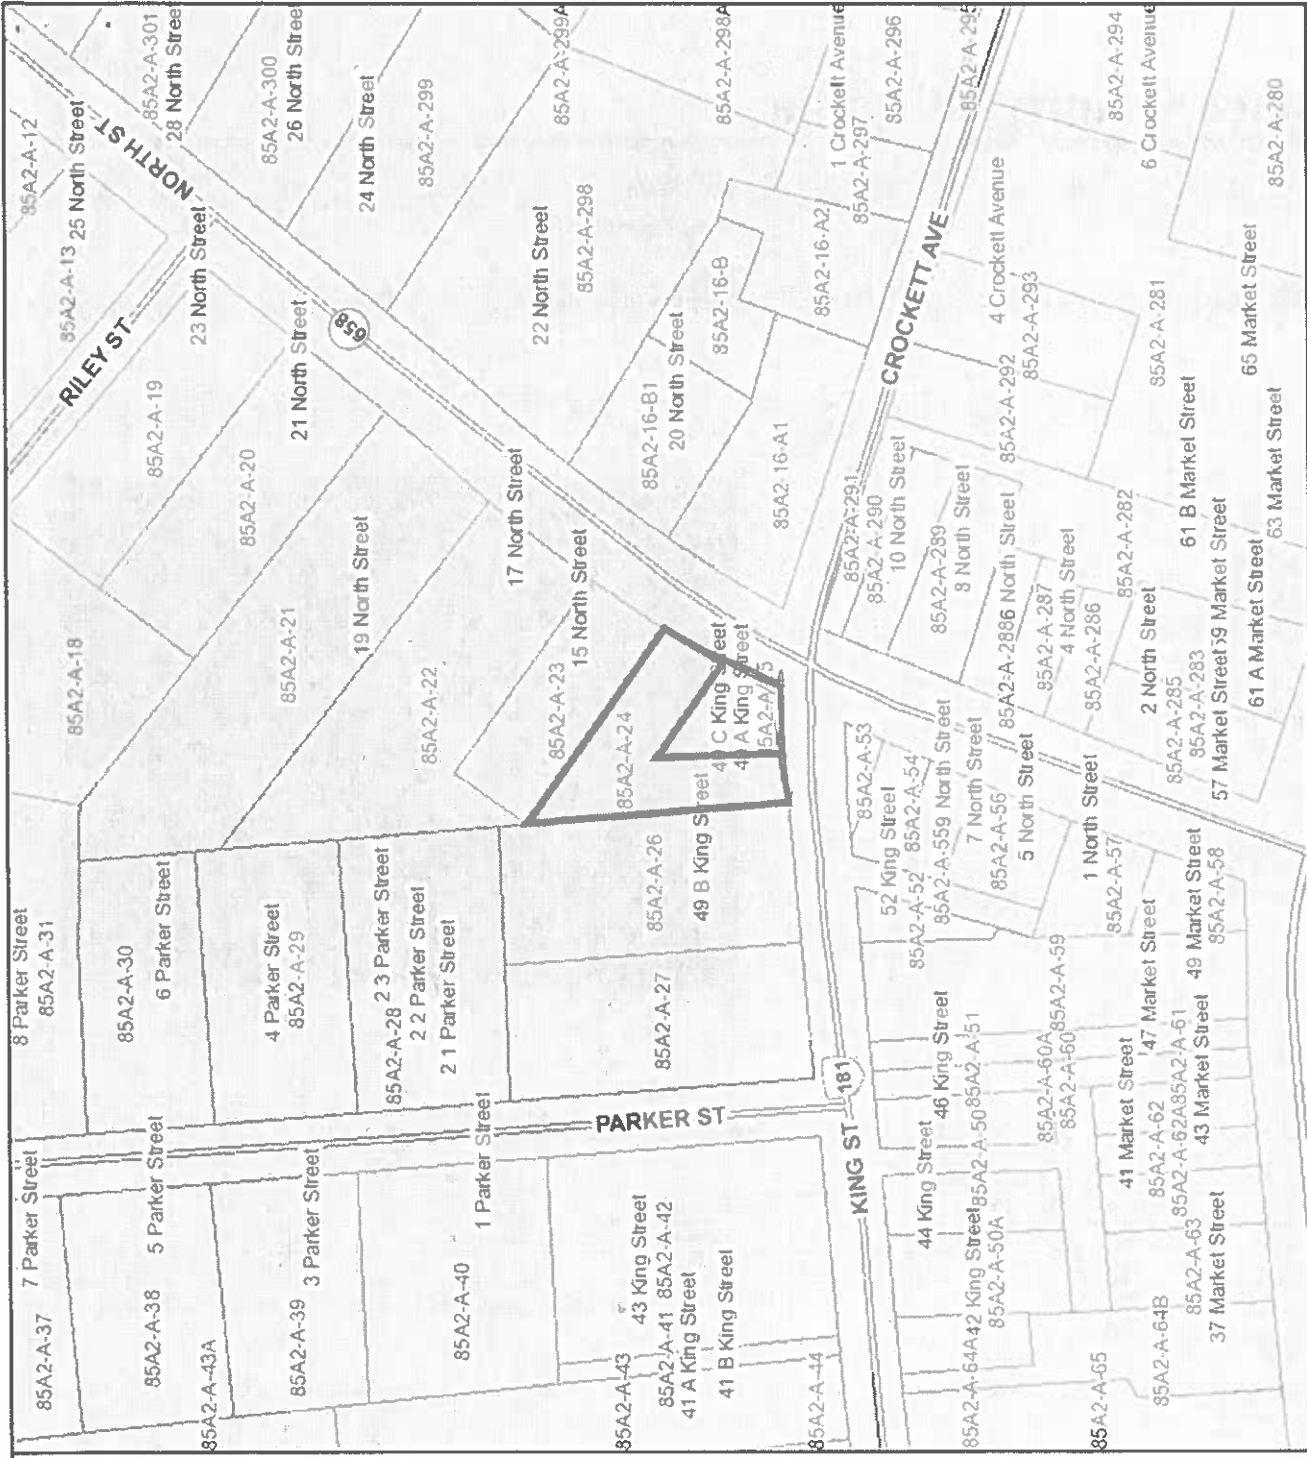 8 Parker Street
85A2-A-31
85A2-A-30
6 Parker Street
4 Parker Street
85A2-A-29
85A2-A-28 2 3 Parker Street
2 2 Parker Street
2 1 Parker Street
7 Parker Street
85A2-A-37
5 Parker Street
85A2-A-38
85A2-A-43A
85A2-A-39
3 Parker Street
85A2-A-40
1 Parker Street
PARKER ST
85A2-A-12
25 North Street
85A2-A-13
NORTH ST
RILEY ST
23 North Street
85A2-A-301
28 North Street
85A2-A-300
26 North Street
24 North Street
85A2-A-299
85A2-A-299A
85A2-A-298A
85A2-A-18
85A2-A-19
85A2-A-20
21 North Street
658
85A2-A-21
19 North Street
85A2-A-22
17 North Street
22 North Street
85A2-A-298
85A2-A-23
15 North Street
85A2-A-24
49 C King Street
85A2-A-26
49 B King Street
85A2-A-27
85A2-16-B1
20 North Street
85A2-16-B
85A2-16-A1
85A2-16-A2
1 Crockett Avenue
85A2-A-297
85A2-A-296
85A2-A-295
85A2-A-294
6 Crockett Avenue
85A2-A-280
CROCKETT AVE
4 Crockett Avenue
85A2-A-293
85A2-A-292
85A2-A-281
65 Market Street
63 Market Street
61 B Market Street
61 A Market Street
85A2-A-291
85A2-A-290
10 North Street
85A2-A-289
8 North Street
85A2-A-2886 North Street
85A2-A-287
4 North Street
85A2-A-286
85A2-A-282
2 North Street
85A2-A-285
85A2-A-283
57 Market Street
Market Street
85A2-A-53
52 King Street
85A2-A-54
85A2-A-52
85A2-A-559 North Street
7 North Street
85A2-A-56
5 North Street
1 North Street
85A2-A-57
49 Market Street
85A2-A-58
47 Market Street
85A2-A-59
181
KING ST
46 King Street
85A2-A-51
85A2-A-50
44 King Street
85A2-A-60A
85A2-A-60
41 Market Street
85A2-A-62
85A2-A-62A85A2-A-61
43 Market Street
85A2-A-63
37 Market Street
85A2-A-64A42 King Street
85A2-A-50A
85A2-A-64B
85A2-A-65
43 King Street
85A2-A-41 85A2-A-42
41 A King Street
41 B King Street
85A2-A-43
85A2-A-44